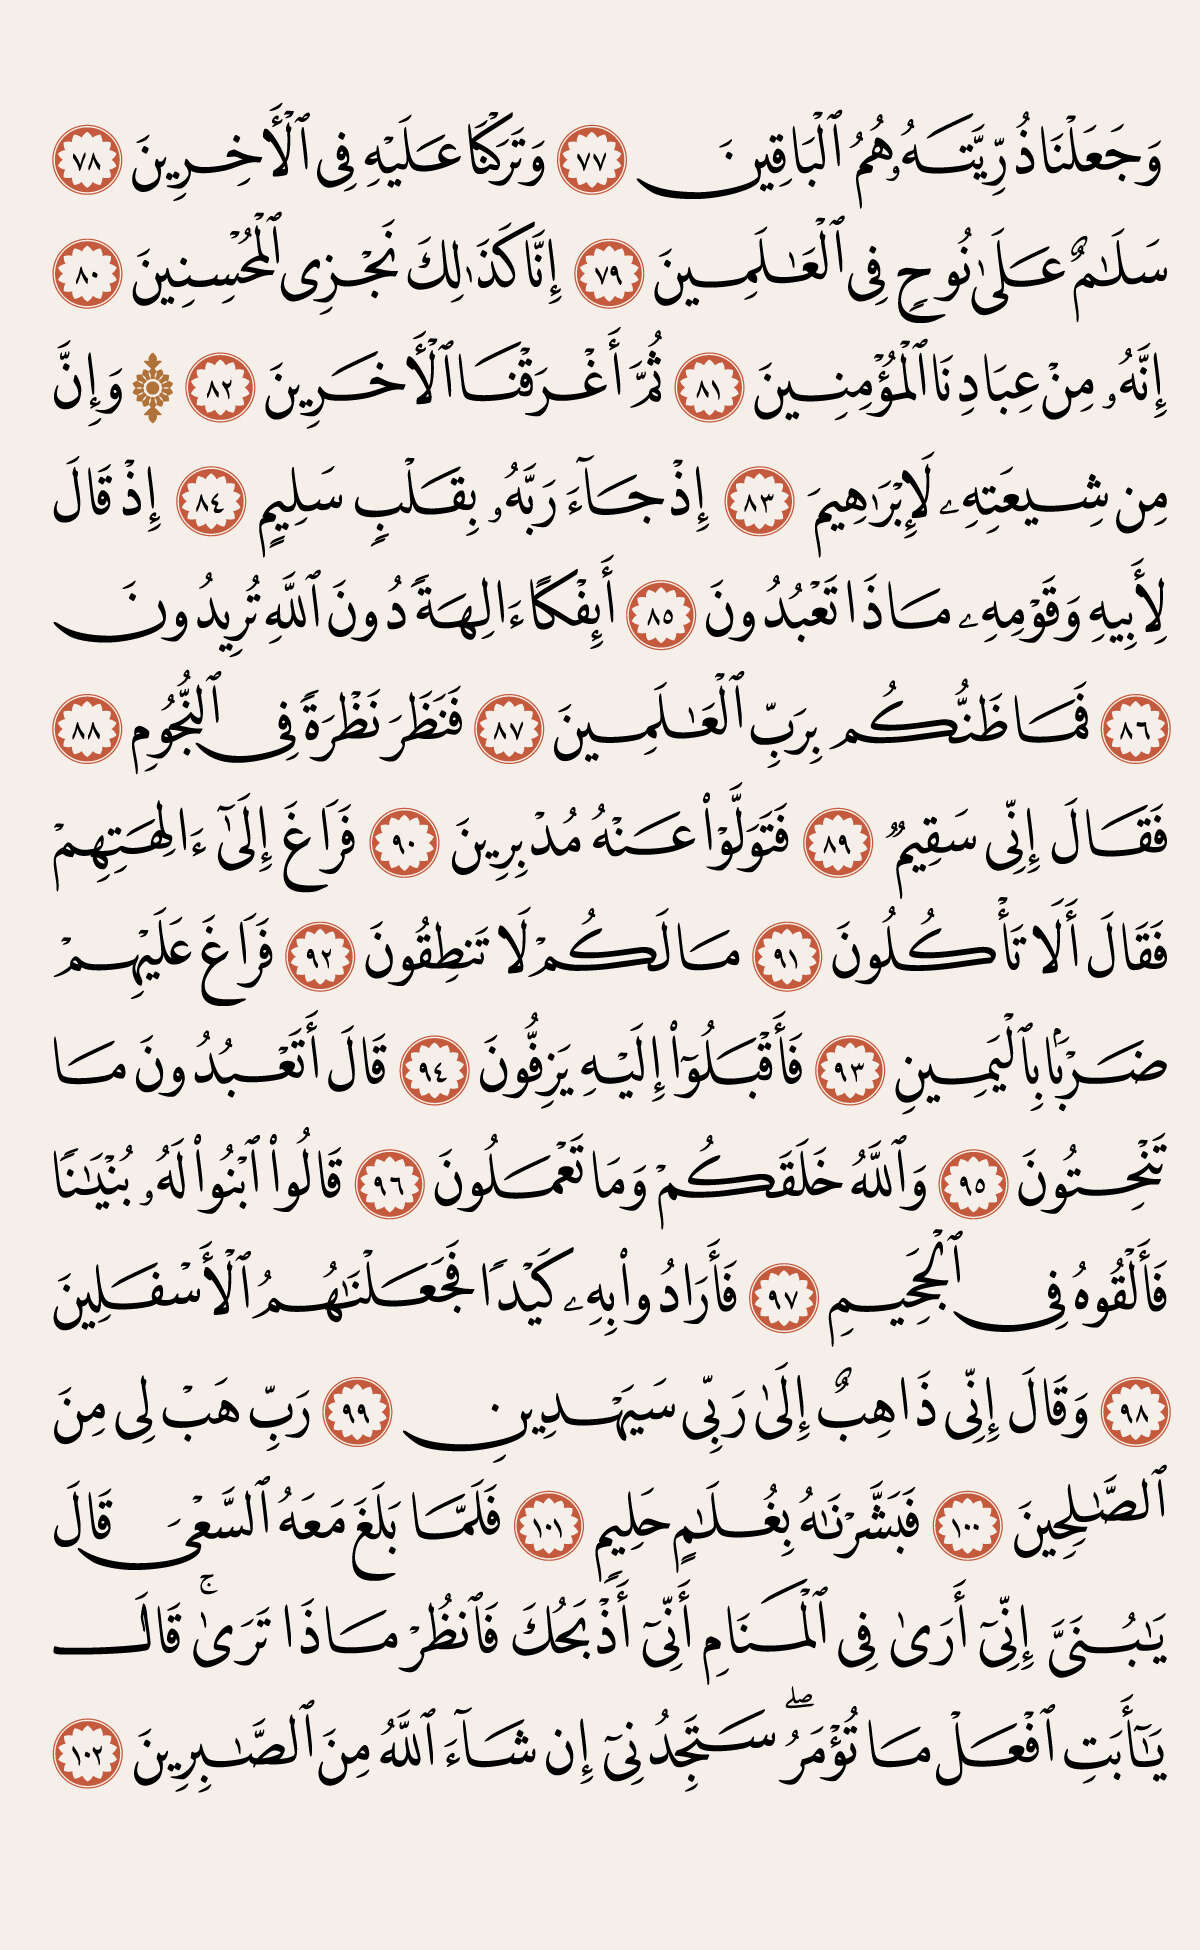 وَجَعَلْنَا ذُرِّيَّتَهُۥ هُمُ ٱلْبَاقِينَ ٧٧ وَتَرَكْنَا عَلَيْهِ فِى ٱلْأَخِرِينَ ٧٨
سَلَـٰمٌ عَلَىٰ نُوحٍ فِى ٱلْعَـٰلَمِينَ ٧٩ إِنَّا كَذَٰلِكَ نَجْزِى ٱلْمُحْسِنِينَ ٨٠
إِنَّهُۥ مِنْ عِبَادِنَا ٱلْمُؤْمِنِينَ ٨١ ثُمَّ أَغْرَقْنَا ٱلْأَخَرِينَ ٨٢ ۞ وَإِنَّ
مِن شِيعَتِهِۦ لَإِبْرَٰهِيمَ ٨٣ إِذْ جَآءَ رَبَّهُۥ بِقَلْبٍ سَلِيمٍ ٨٤ إِذْ قَالَ
لِأَبِيهِ وَقَوْمِهِۦ مَاذَا تَعْبُدُونَ ٨٥ أَئِفْكًا ءَالِهَةً دُونَ ٱللَّهِ تُرِيدُونَ
٨٦ فَمَا ظَنُّكُم بِرَبِّ ٱلْعَـٰلَمِينَ ٨٧ فَنَظَرَ نَظْرَةً فِى ٱلنُّجُومِ ٨٨
فَقَالَ إِنِّى سَقِيمٌ ٨٩ فَتَوَلَّوْا۟ عَنْهُ مُدْبِرِينَ ٩٠ فَرَاغَ إِلَىٰٓ ءَالِهَتِهِمْ
فَقَالَ أَلَا تَأْكُلُونَ ٩١ مَا لَكُمْ لَا تَنطِقُونَ ٩٢ فَرَاغَ عَلَيْهِمْ
ضَرْبًۢا بِٱلْيَمِينِ ٩٣ فَأَقْبَلُوٓا۟ إِلَيْهِ يَزِفُّونَ ٩٤ قَالَ أَتَعْبُدُونَ مَا
تَنْحِتُونَ ٩٥ وَٱللَّهُ خَلَقَكُمْ وَمَا تَعْمَلُونَ ٩٦ قَالُوا۟ ٱبْنُوا۟ لَهُۥ بُنْيَـٰنًا
فَأَلْقُوهُ فِى ٱلْجَحِيمِ ٩٧ فَأَرَادُوا۟ بِهِۦ كَيْدًا فَجَعَلْنَـٰهُمُ ٱلْأَسْفَلِينَ
٩٨ وَقَالَ إِنِّى ذَاهِبٌ إِلَىٰ رَبِّى سَيَهْدِينِ ٩٩ رَبِّ هَبْ لِى مِنَ
ٱلصَّـٰلِحِينَ ١٠٠ فَبَشَّرْنَـٰهُ بِغُلَـٰمٍ حَلِيمٍ ١٠١ فَلَمَّا بَلَغَ مَعَهُ ٱلسَّعْىَ قَالَ
يَـٰبُنَىَّ إِنِّىٓ أَرَىٰ فِى ٱلْمَنَامِ أَنِّىٓ أَذْبَحُكَ فَٱنظُرْ مَاذَا تَرَىٰ ۚ قَالَ
يَـٰٓأَبَتِ ٱفْعَلْ مَا تُؤْمَرُ ۖ سَتَجِدُنِىٓ إِن شَآءَ ٱللَّهُ مِنَ ٱلصَّـٰبِرِينَ ١٠٢